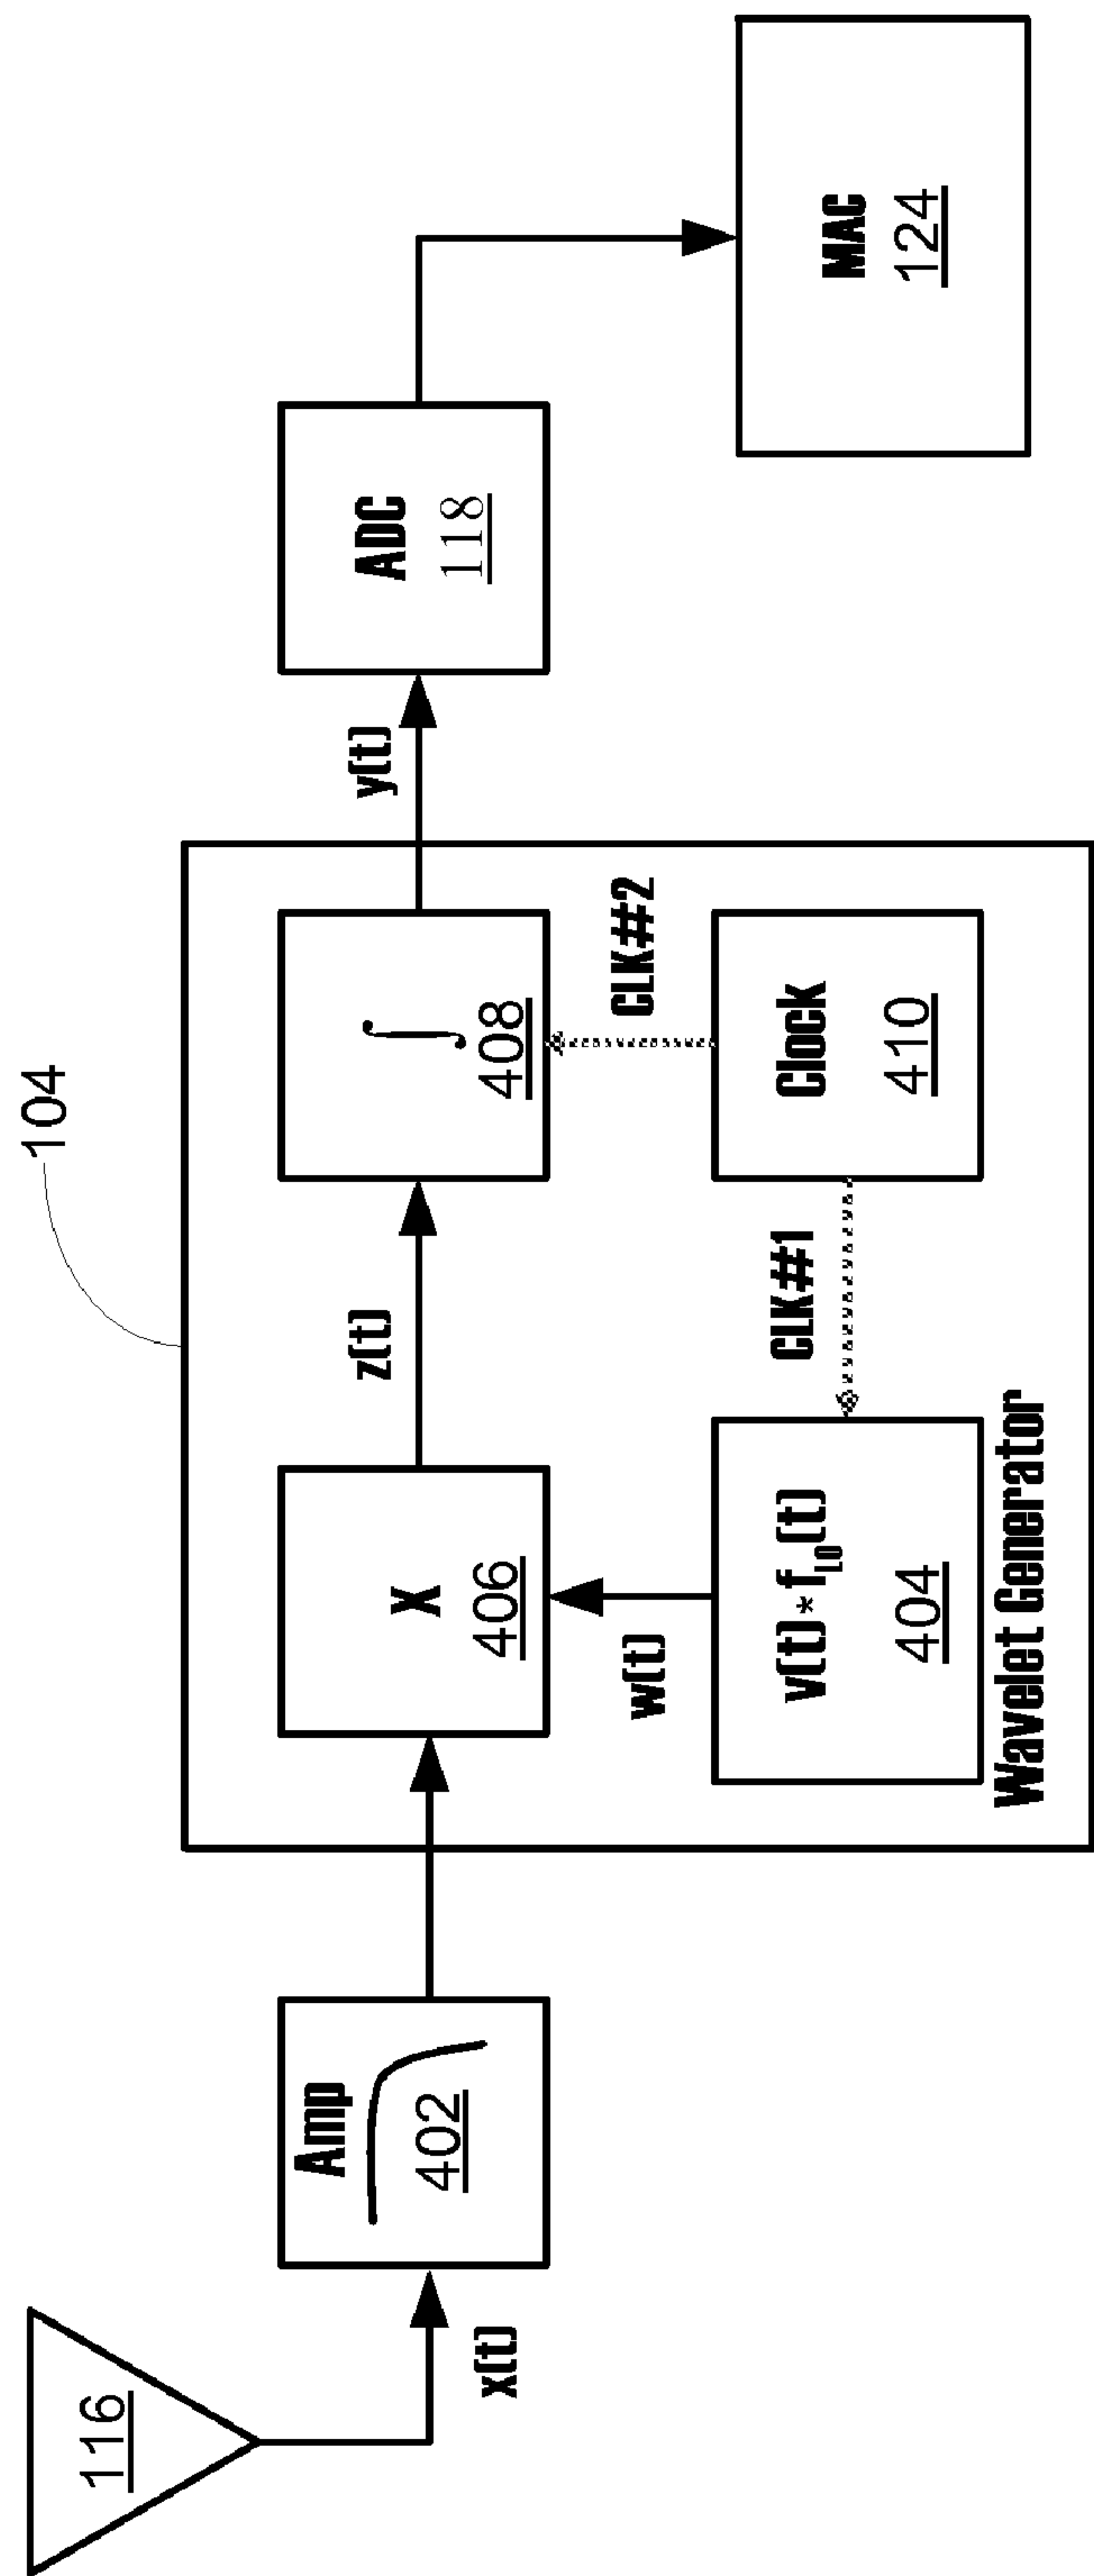 104
116
x(t)
Amp
402
X
406
z(t)
∫
408
y(t)
ADC
118
w(t)
v(t)*f_LO(t)
404
CLK#1
CLK#2
Clock
410
Wavelet Generator
MAC
124